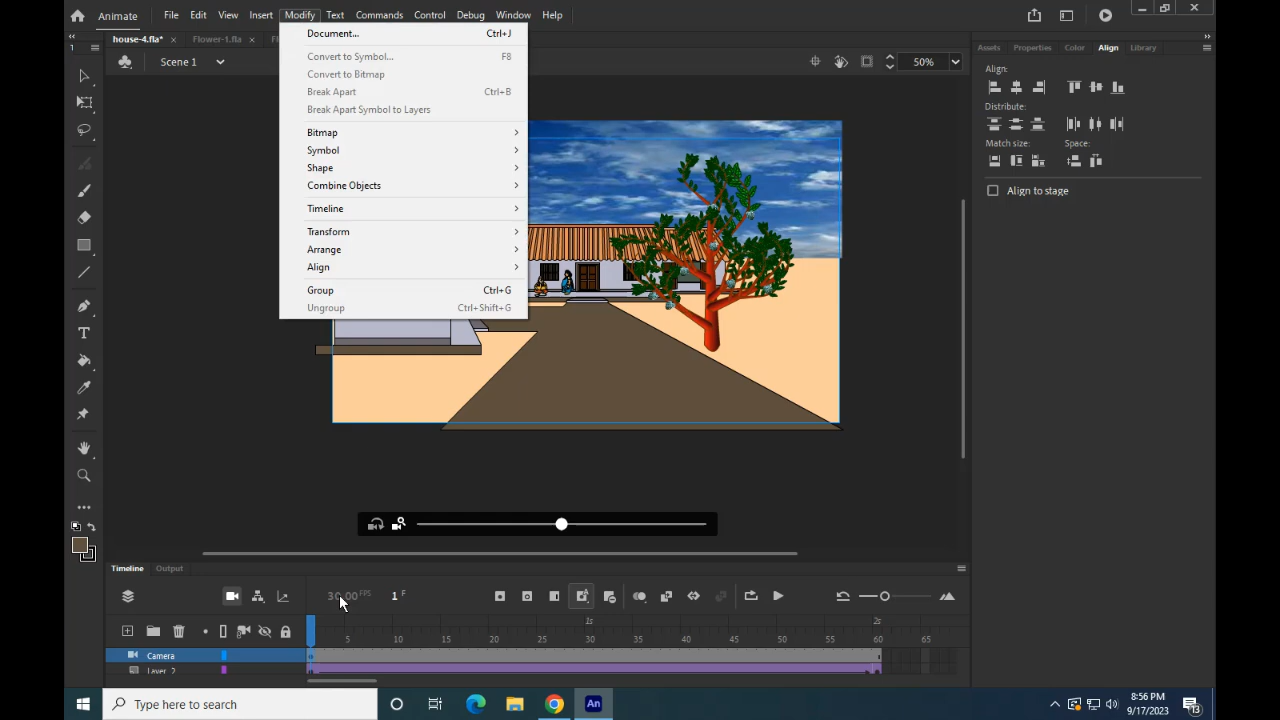 Animate File Edit View Insert Modify Text Commands Control Debug Window Help
house-4.fla* × Flower-1.fla ×
Scene 1 50%
Document... Ctrl+J
Convert to Symbol... F8
Convert to Bitmap
Break Apart Ctrl+B
Break Apart Symbol to Layers
Bitmap
Symbol
Shape
Combine Objects
Timeline
Transform
Arrange
Align
Group Ctrl+G
Ungroup Ctrl+Shift+G
Assets Properties Color Align Library
Align:
Distribute:
Match size: Space:
Align to stage
Timeline Output
30.00 FPS 1 F
1s 2s
5 10 15 20 25 30 35 40 45 50 55 60 65
Camera
Layer_2
Type here to search
8:56 PM
9/17/2023